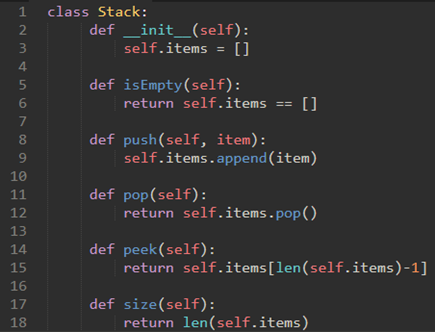 1 class Stack:
2     def __init__(self):
3         self.items = []
4
5     def isEmpty(self):
6         return self.items == []
7
8     def push(self, item):
9         self.items.append(item)
10
11     def pop(self):
12         return self.items.pop()
13
14     def peek(self):
15         return self.items[len(self.items)-1]
16
17     def size(self):
18         return len(self.items)